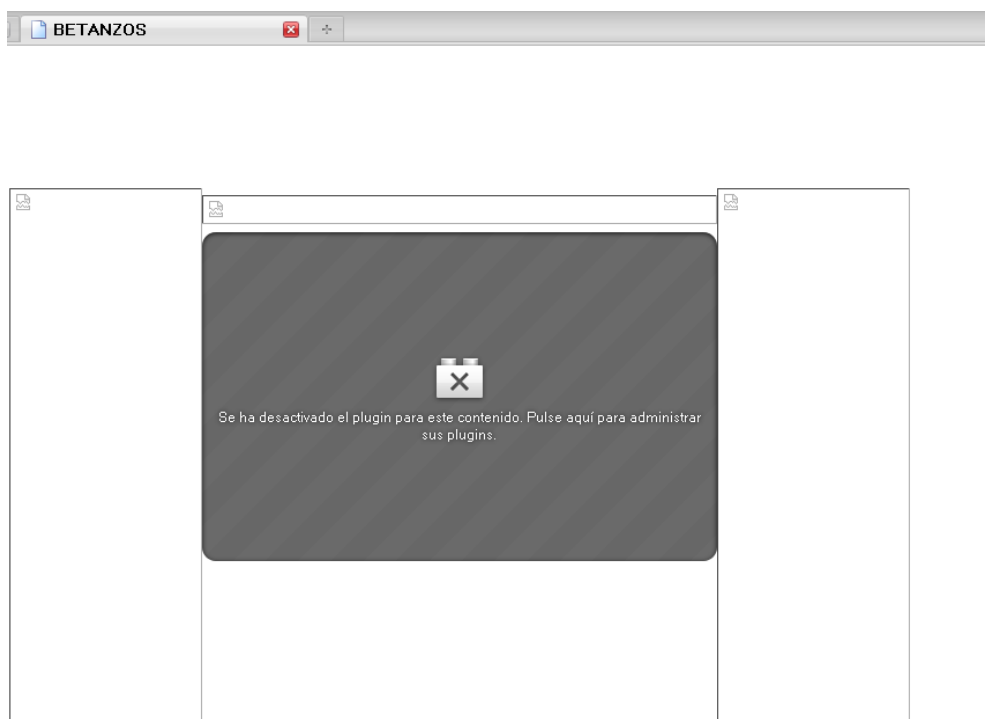 BETANZOS
Se ha desactivado el plugin para este contenido. Pulse aquí para administrar
sus plugins.